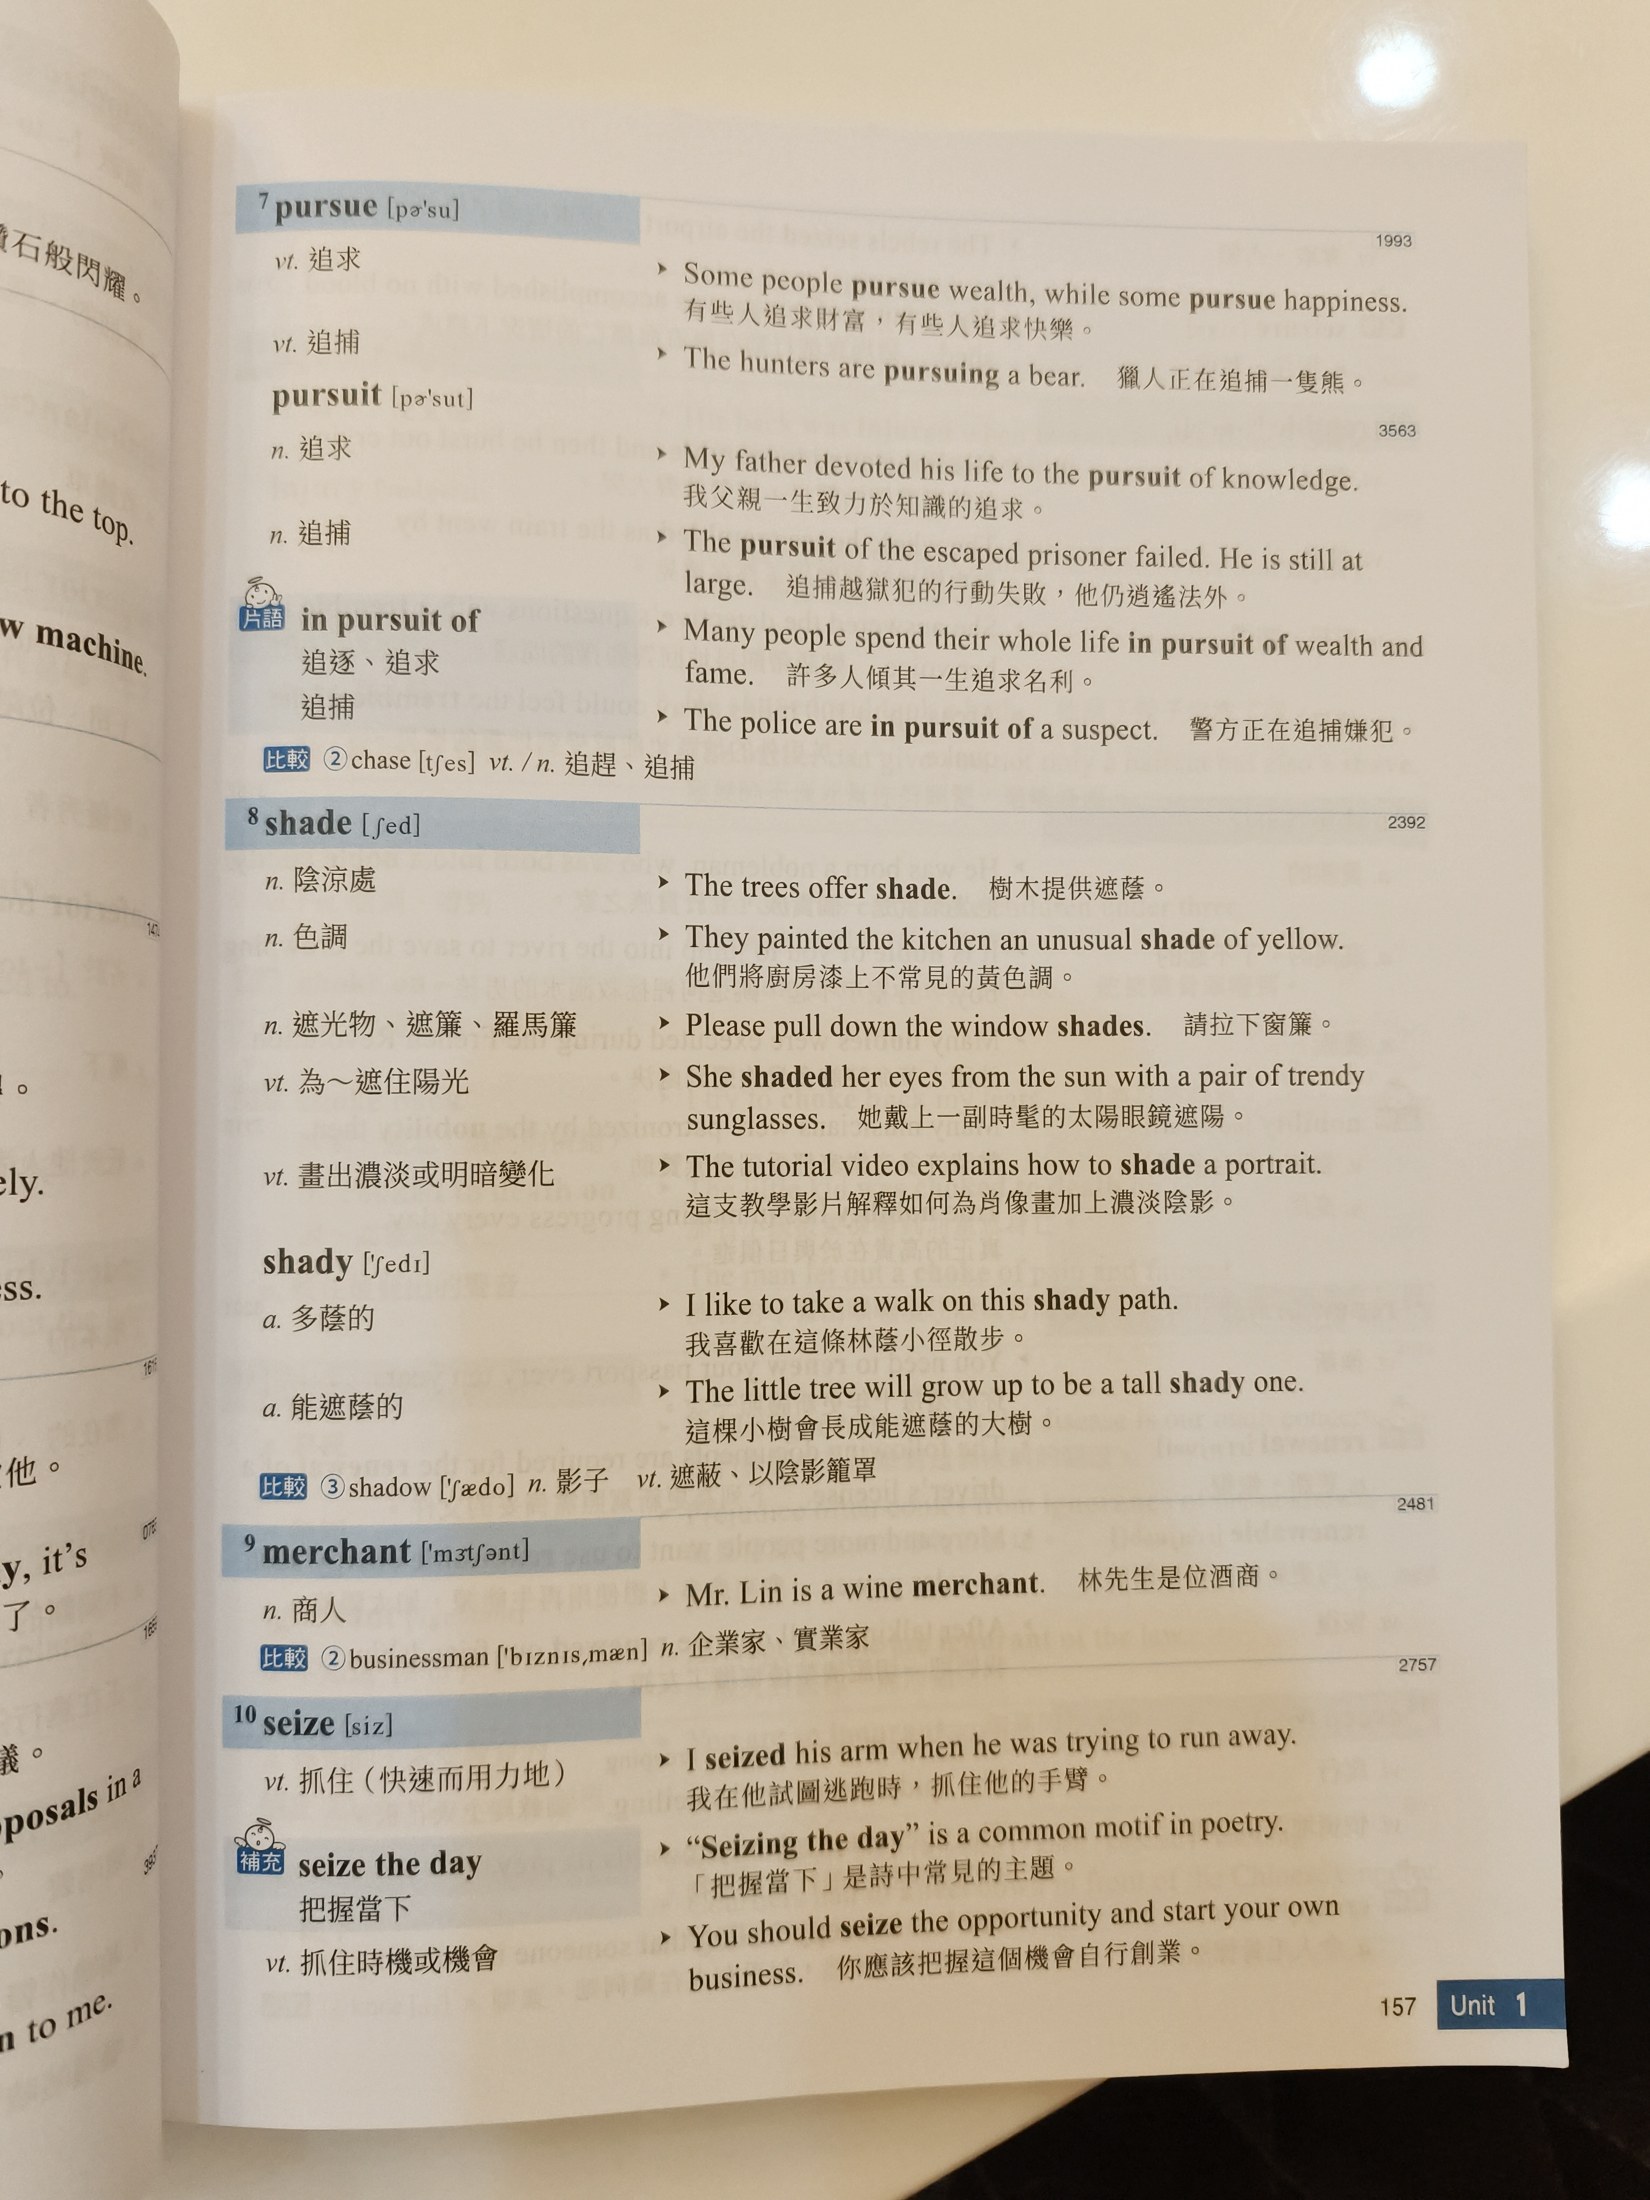 鑽石般閃耀。
to the top.
w machine.
ely.
ess.
他。
y, it's
了。
議。
posals in a
ons.
n to me.
7 pursue [pɚ'su]
1993
vt. 追求
➤ Some people pursue wealth, while some pursue happiness.
有些人追求財富，有些人追求快樂。
vt. 追捕
➤ The hunters are pursuing a bear. 獵人正在追捕一隻熊。
pursuit [pɚ'sut]
3563
n. 追求
➤ My father devoted his life to the pursuit of knowledge.
我父親一生致力於知識的追求。
n. 追捕
➤ The pursuit of the escaped prisoner failed. He is still at
large. 追捕越獄犯的行動失敗，他仍逍遙法外。
片語 in pursuit of
追逐、追求
➤ Many people spend their whole life in pursuit of wealth and
fame. 許多人傾其一生追求名利。
追捕
➤ The police are in pursuit of a suspect. 警方正在追捕嫌犯。
比較 ②chase [tʃes] vt. / n. 追趕、追捕
8 shade [ʃed]
2392
n. 陰涼處
➤ The trees offer shade. 樹木提供遮蔭。
n. 色調
➤ They painted the kitchen an unusual shade of yellow.
他們將廚房漆上不常見的黃色調。
n. 遮光物、遮簾、羅馬簾
➤ Please pull down the window shades. 請拉下窗簾。
vt. 為～遮住陽光
➤ She shaded her eyes from the sun with a pair of trendy
sunglasses. 她戴上一副時髦的太陽眼鏡遮陽。
vt. 畫出濃淡或明暗變化
➤ The tutorial video explains how to shade a portrait.
這支教學影片解釋如何為肖像畫加上濃淡陰影。
shady ['ʃedɪ]
a. 多蔭的
➤ I like to take a walk on this shady path.
我喜歡在這條林蔭小徑散步。
a. 能遮蔭的
➤ The little tree will grow up to be a tall shady one.
這棵小樹會長成能遮蔭的大樹。
比較 ③shadow ['ʃædo] n. 影子 vt. 遮蔽、以陰影籠罩
2481
9 merchant ['mɝtʃənt]
n. 商人
➤ Mr. Lin is a wine merchant. 林先生是位酒商。
比較 ②businessman ['bɪznɪs,mæn] n. 企業家、實業家
2757
10 seize [siz]
vt. 抓住（快速而用力地）
➤ I seized his arm when he was trying to run away.
我在他試圖逃跑時，抓住他的手臂。
補充 seize the day
把握當下
➤ “Seizing the day” is a common motif in poetry.
「把握當下」是詩中常見的主題。
vt. 抓住時機或機會
➤ You should seize the opportunity and start your own
business. 你應該把握這個機會自行創業。
157 Unit 1